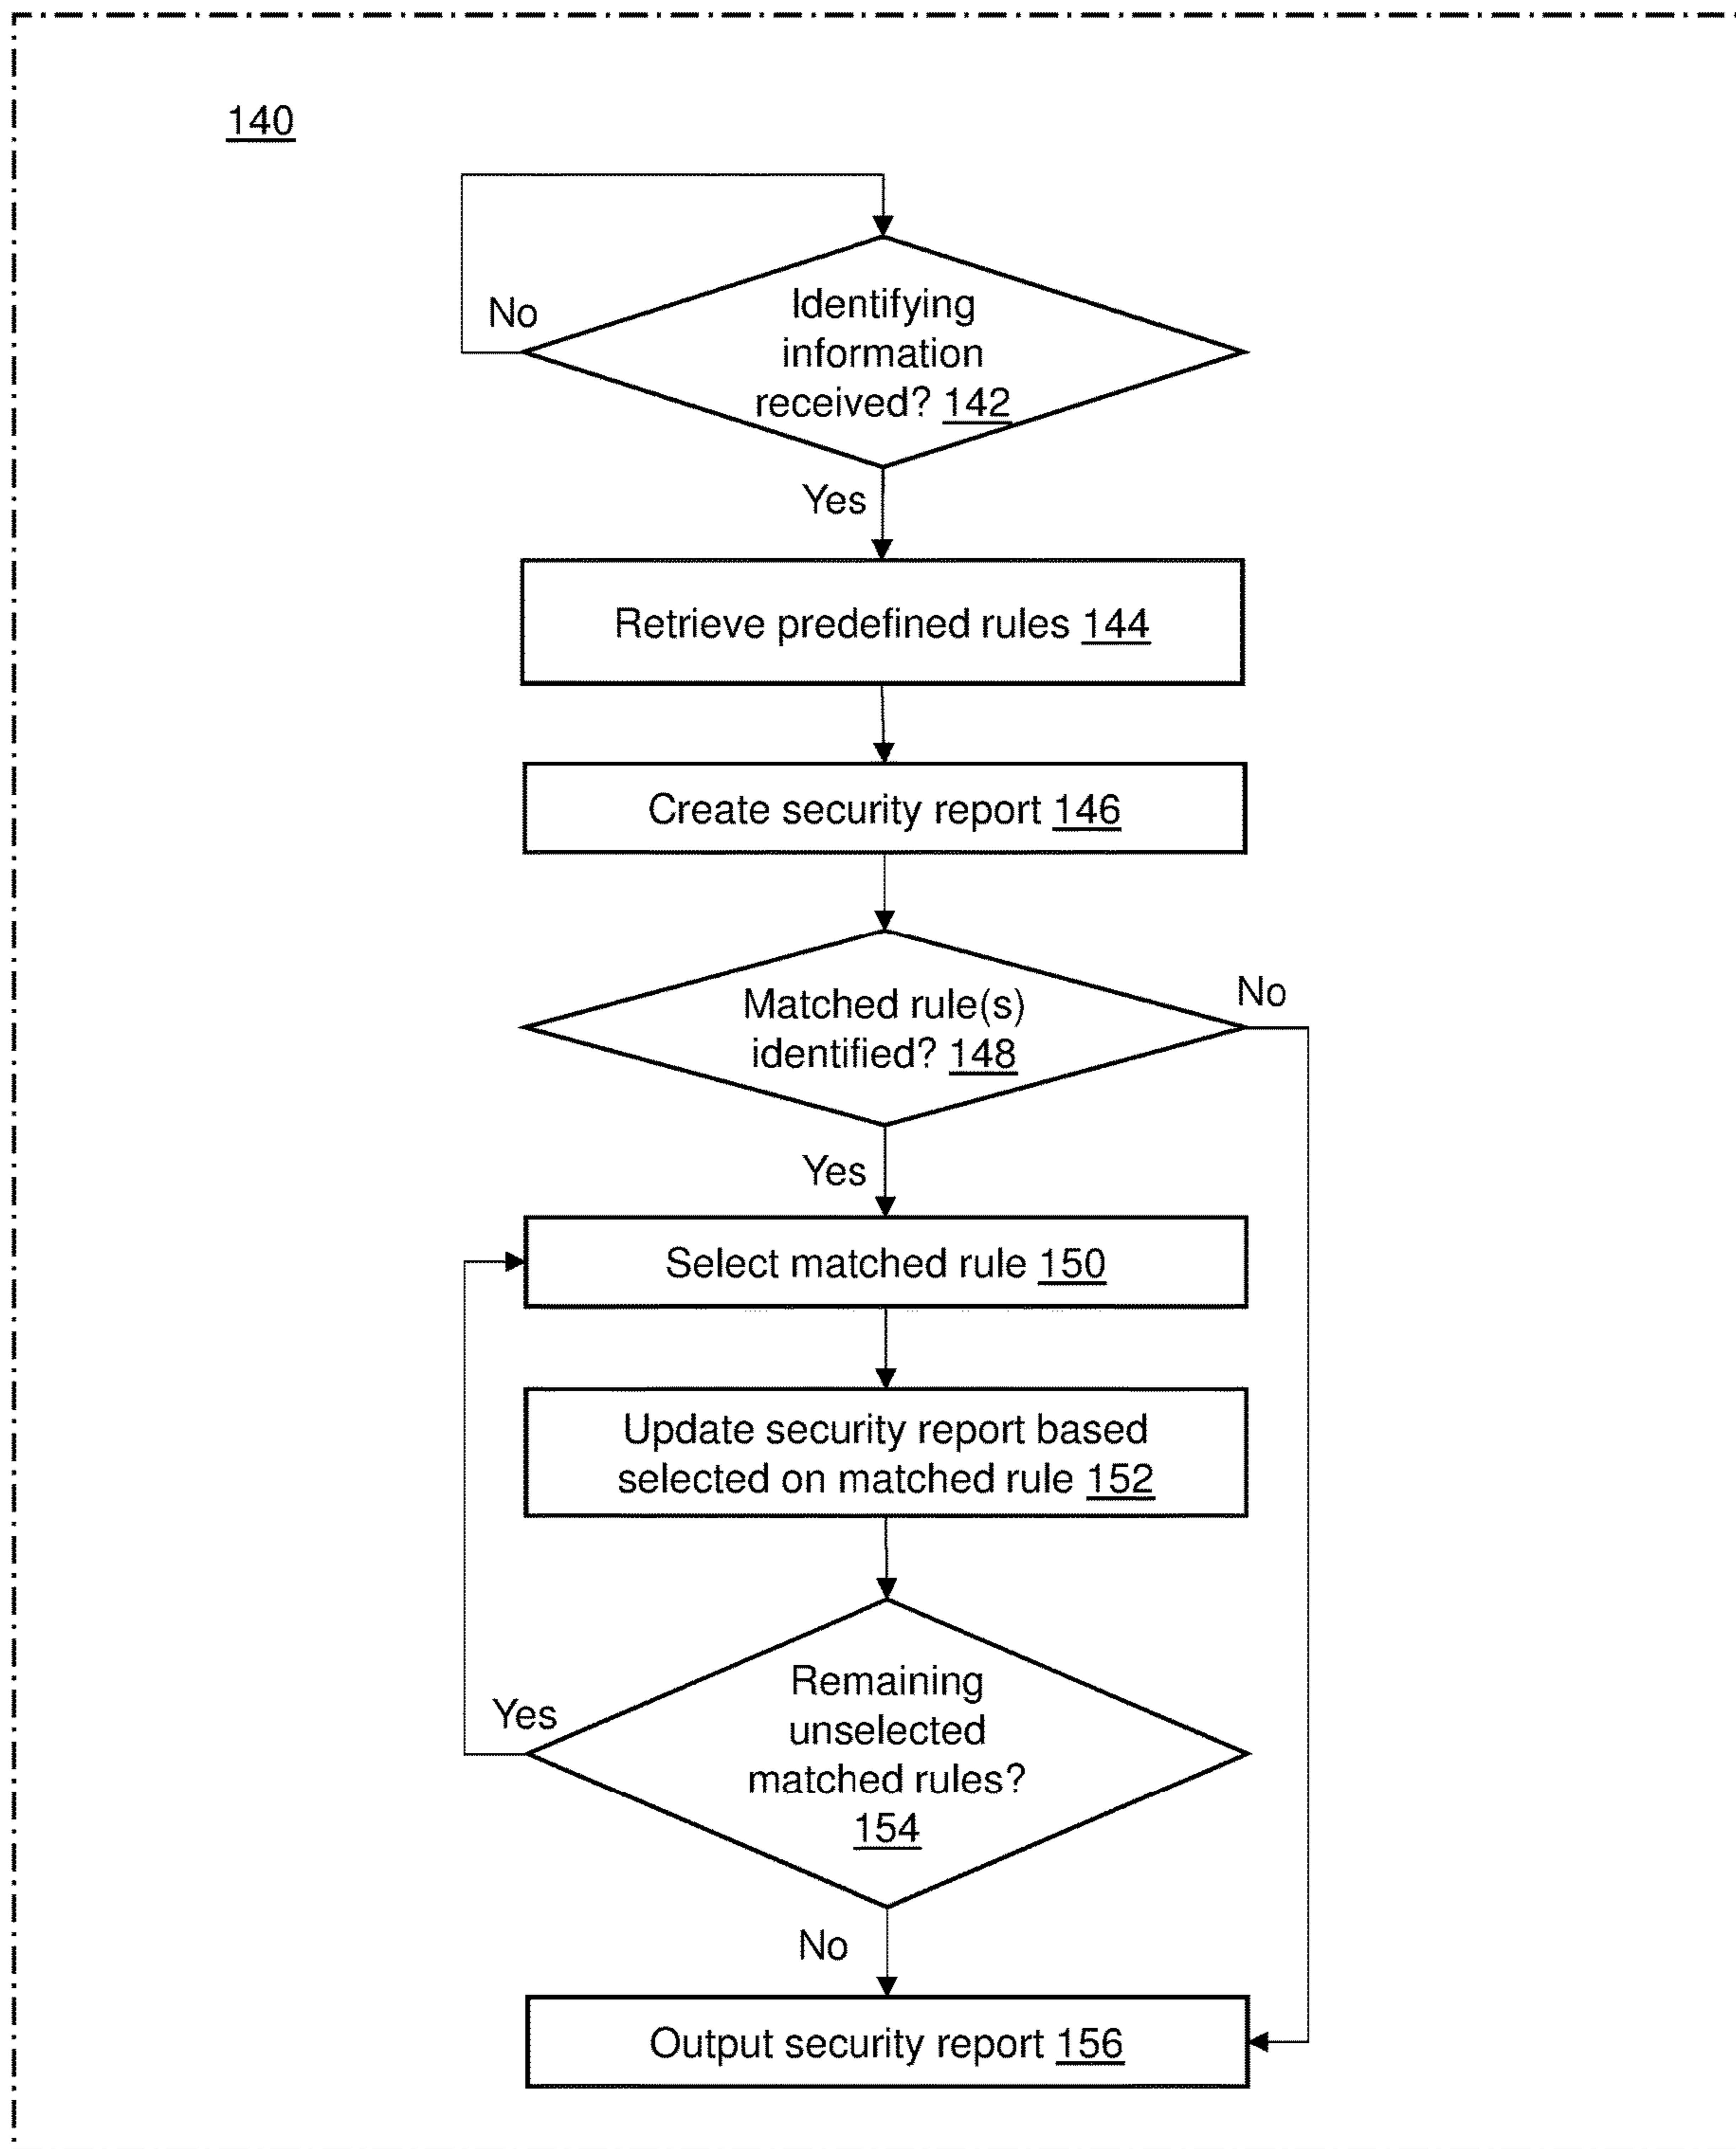 140
No
Identifying
information
received? 142
Yes
Retrieve predefined rules 144
Create security report 146
Matched rule(s)
identified? 148
No
Yes
Select matched rule 150
Update security report based
selected on matched rule 152
Remaining
unselected
matched rules?
154
Yes
No
Output security report 156